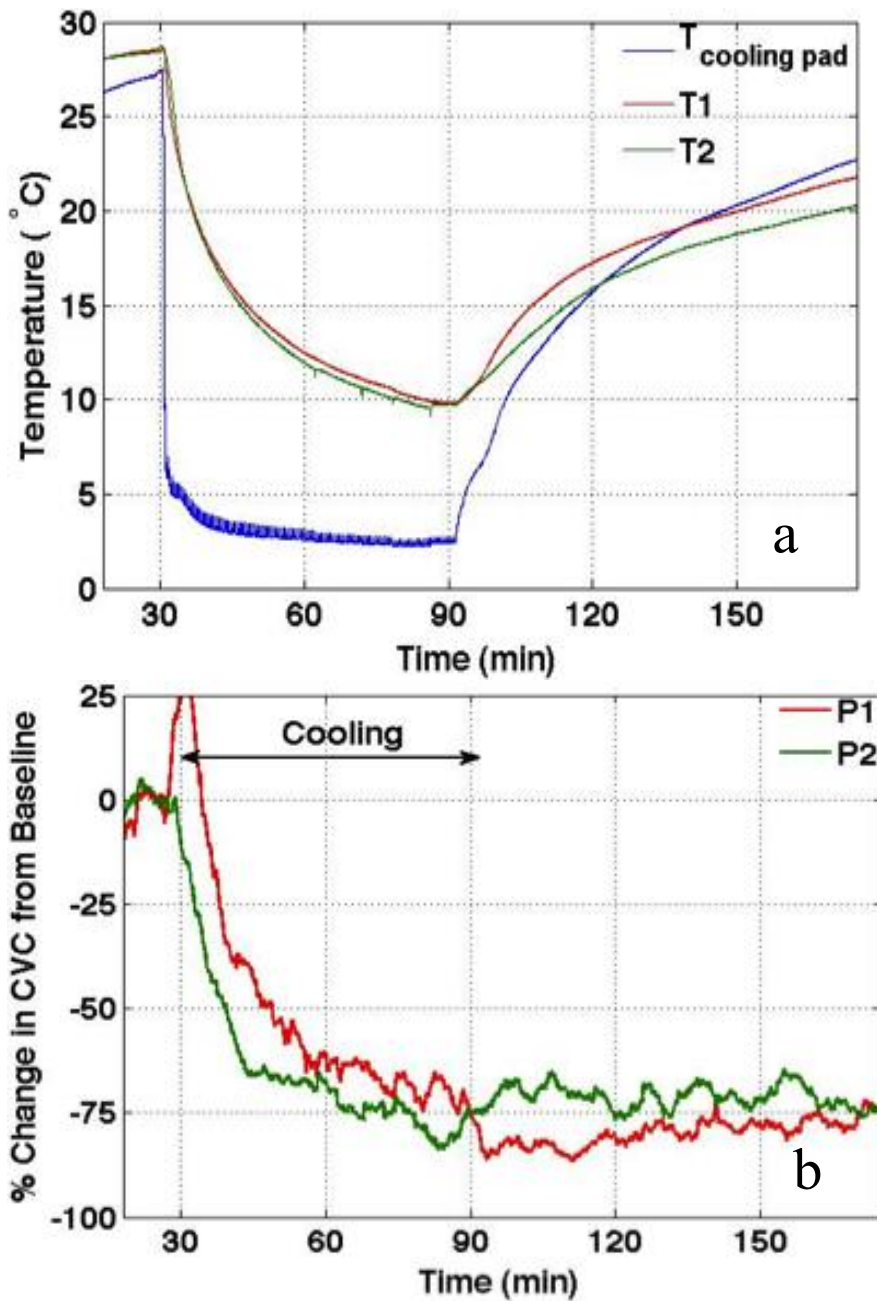 30
25
20
15
10
5
0
Temperature ( °C)
T cooling pad
T1
T2
a
30 60 90 120 150
Time (min)
25
0
-25
-50
-75
-100
% Change in CVC from Baseline
Cooling
P1
P2
b
30 60 90 120 150
Time (min)